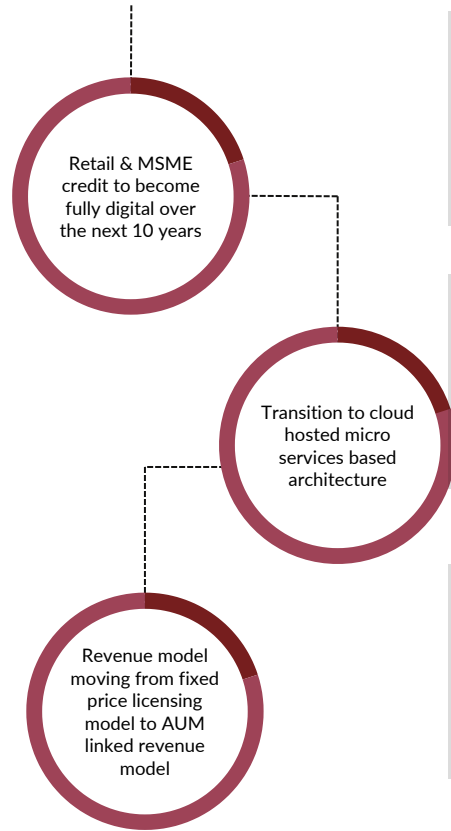 Retail & MSME
credit to become
fully digital over
the next 10 years
Transition to cloud
hosted micro
services based
architecture
Revenue model
moving from fixed
price licensing
model to AUM
linked revenue
model